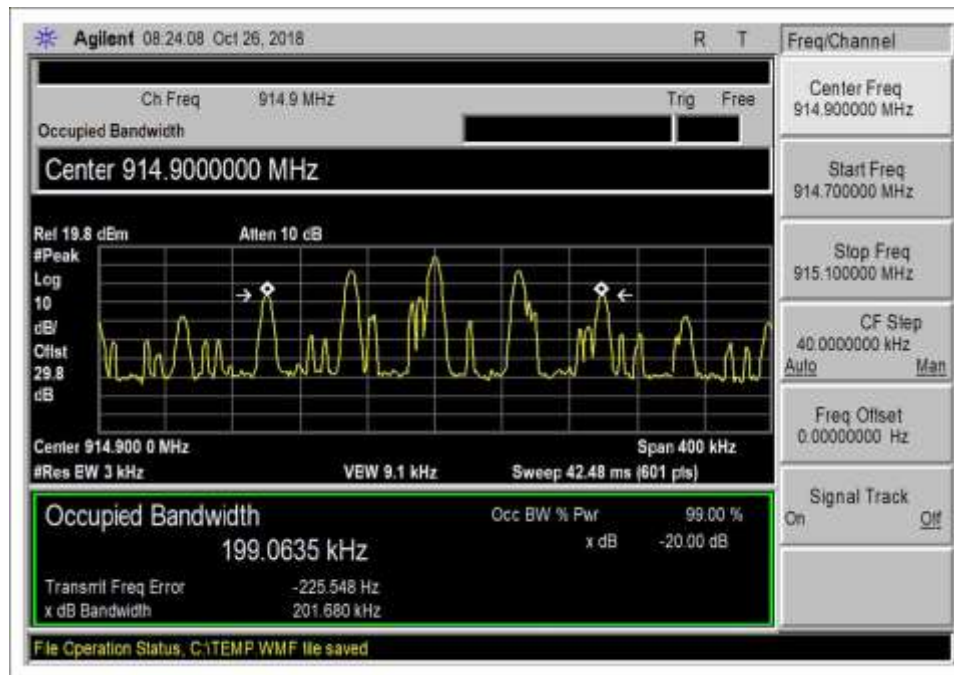 Agilent 08:24:08 Oct 26, 2018 R T
Freq/Channel
Ch Freq 914.9 MHz Trig Free
Occupied Bandwidth
Center 914.9000000 MHz
Ref 19.8 dBm Atten 10 dB
#Peak
Log
10
dB/
Offst
29.8
dB
Center 914.900 0 MHz Span 400 kHz
#Res BW 3 kHz VBW 9.1 kHz Sweep 42.48 ms (601 pts)
Occupied Bandwidth Occ BW % Pwr 99.00 %
199.0635 kHz x dB -20.00 dB
Transmit Freq Error -225.548 Hz
x dB Bandwidth 201.680 kHz
File Operation Status, C:\TEMP WMF file saved
Center Freq
914.900000 MHz
Start Freq
914.700000 MHz
Stop Freq
915.100000 MHz
CF Step
40.0000000 kHz
Auto Man
Freq Offset
0.00000000 Hz
Signal Track
On Off